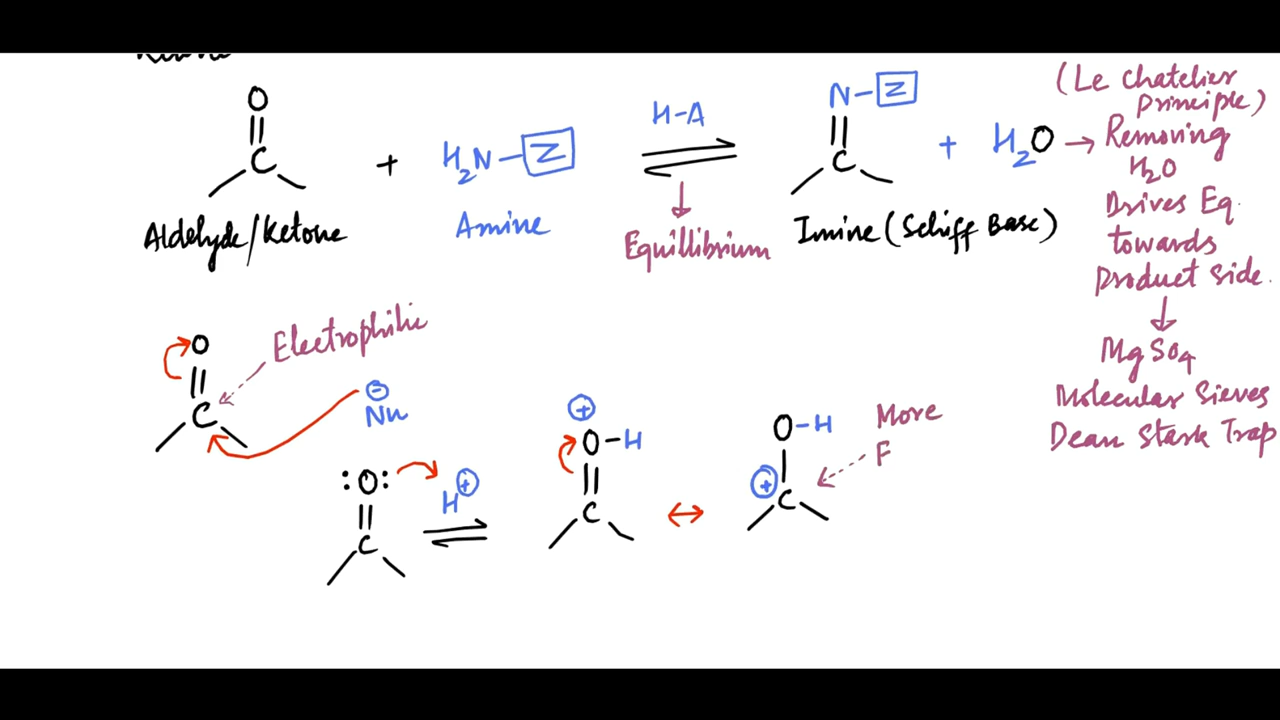 O
||
C
Aldehyde/Ketone
+
H₂N-Z
Amine
H-A
Equillibrium
N-Z
||
C
Imine (Schiff Base)
+ H₂O →
(Le Chatelier
Principle)
Removing
H₂O
Drives Eq.
towards
Product Side.
↓
MgSO₄
Molecular Sieves
Dean Stark Trap
O
||
C
Electrophilic
⊖
Nu
:O:
||
C
H⊕
⇌
⊕
O-H
||
C
↔
O-H
⊕ C
More